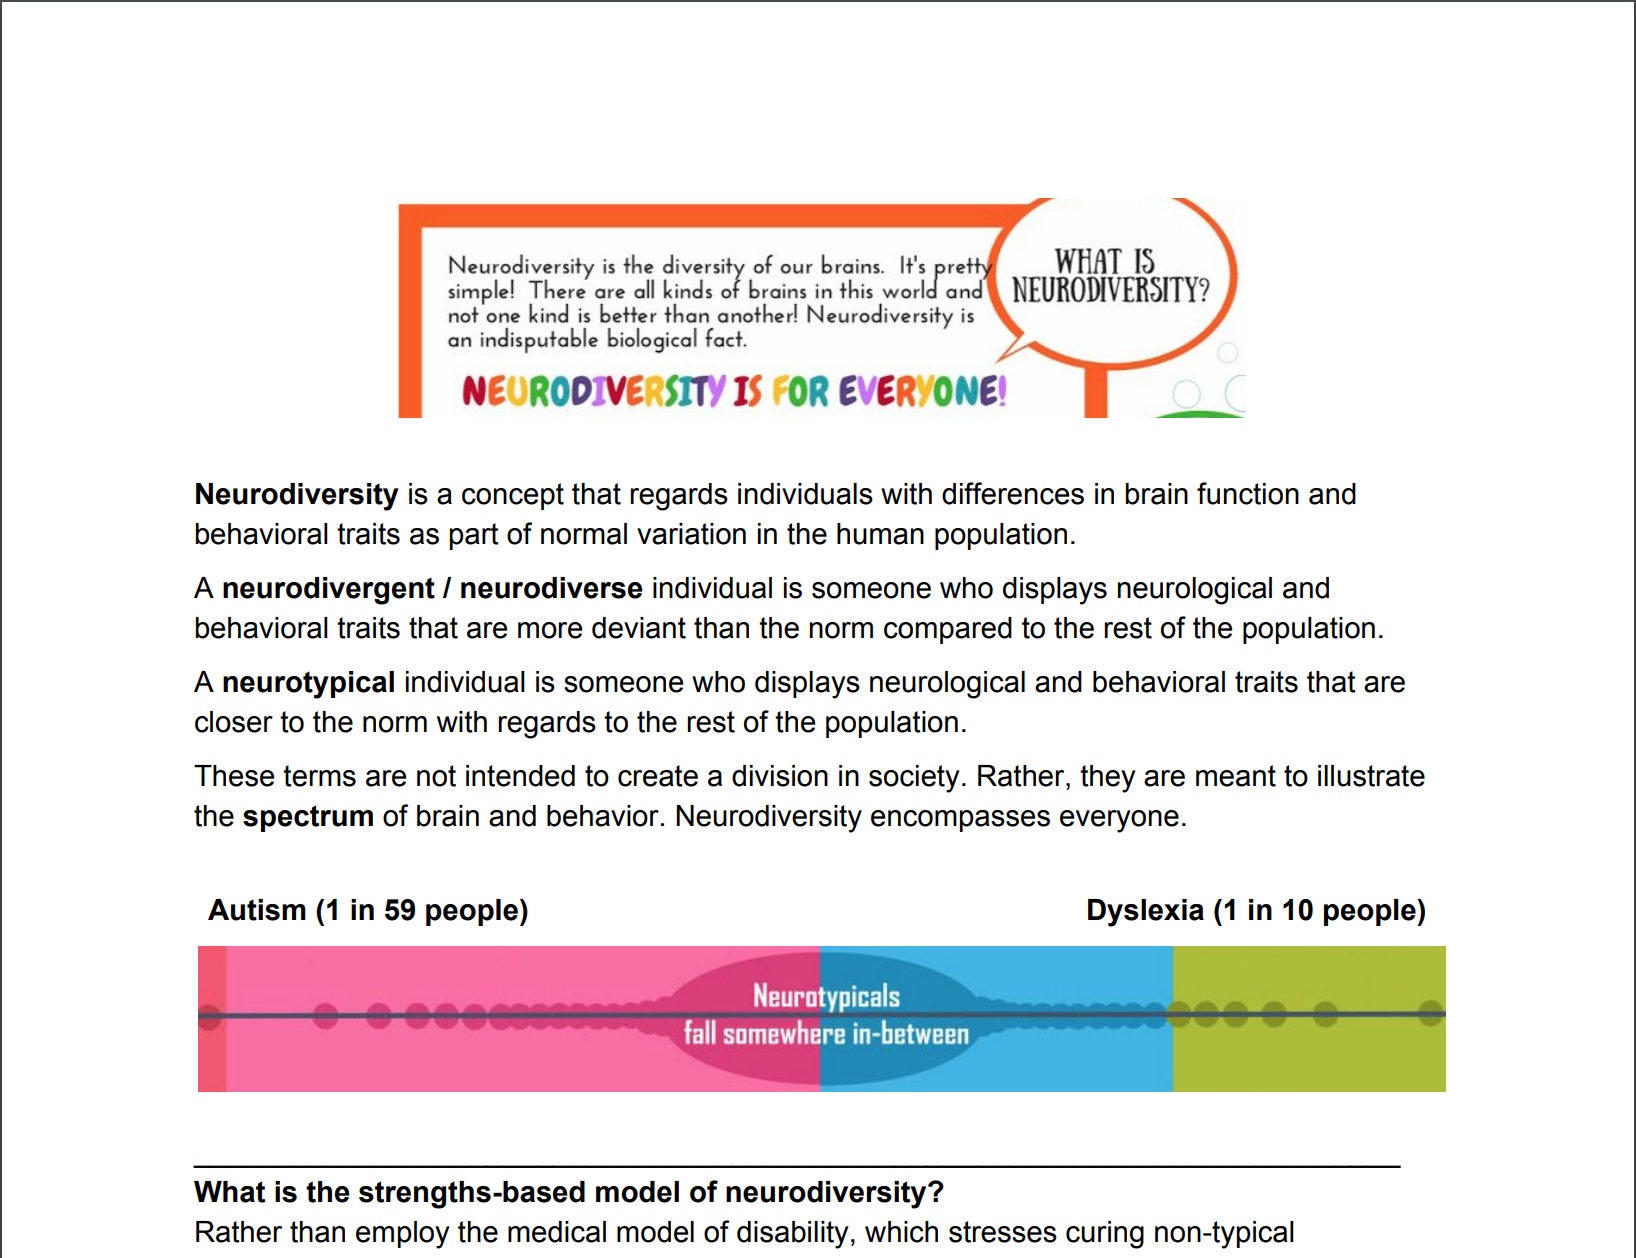 Neurodiversity is the diversity of our brains. It's pretty
simple! There are all kinds of brains in this world and
not one kind is better than another! Neurodiversity is
an indisputable biological fact.
WHAT IS
NEURODIVERSITY?
NEURODIVERSITY IS FOR EVERYONE!
Neurodiversity is a concept that regards individuals with differences in brain function and
behavioral traits as part of normal variation in the human population.
A neurodivergent / neurodiverse individual is someone who displays neurological and
behavioral traits that are more deviant than the norm compared to the rest of the population.
A neurotypical individual is someone who displays neurological and behavioral traits that are
closer to the norm with regards to the rest of the population.
These terms are not intended to create a division in society. Rather, they are meant to illustrate
the spectrum of brain and behavior. Neurodiversity encompasses everyone.
Autism (1 in 59 people)
Dyslexia (1 in 10 people)
Neurotypicals
fall somewhere in-between
What is the strengths-based model of neurodiversity?
Rather than employ the medical model of disability, which stresses curing non-typical